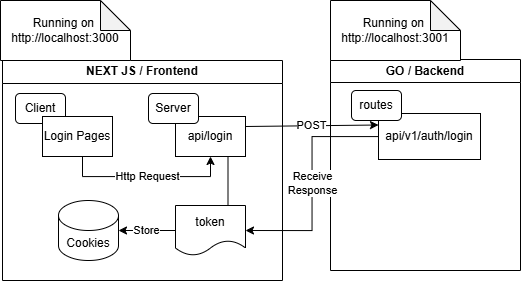 Running on
http://localhost:3000
Running on
http://localhost:3001
NEXT JS / Frontend
GO / Backend
Client
Server
routes
Login Pages
api/login
POST
api/v1/auth/login
Http Request
Receive
Response
token
Store
Cookies